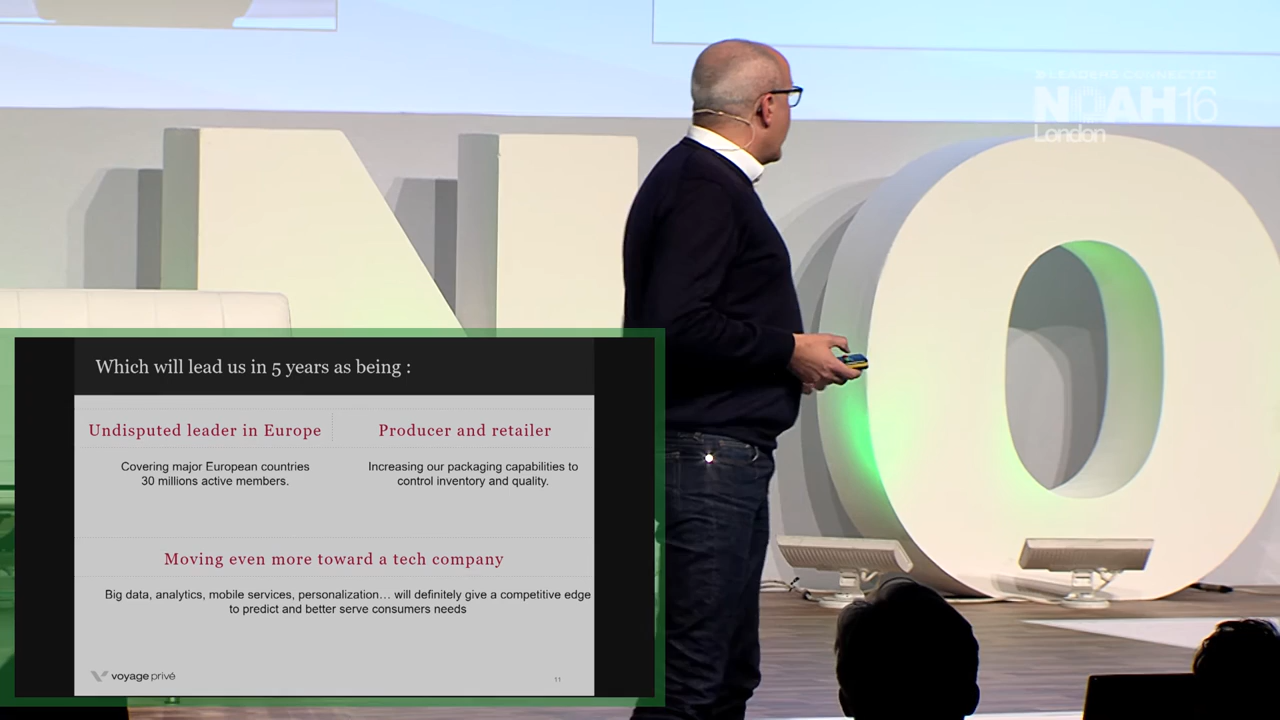 LEADERS CONNECTED
NOAH16
London
NO
Which will lead us in 5 years as being :
Undisputed leader in Europe
Covering major European countries
30 millions active members.
Producer and retailer
Increasing our packaging capabilities to
control inventory and quality.
Moving even more toward a tech company
Big data, analytics, mobile services, personalization… will definitely give a competitive edge
to predict and better serve consumers needs
voyage privé
11